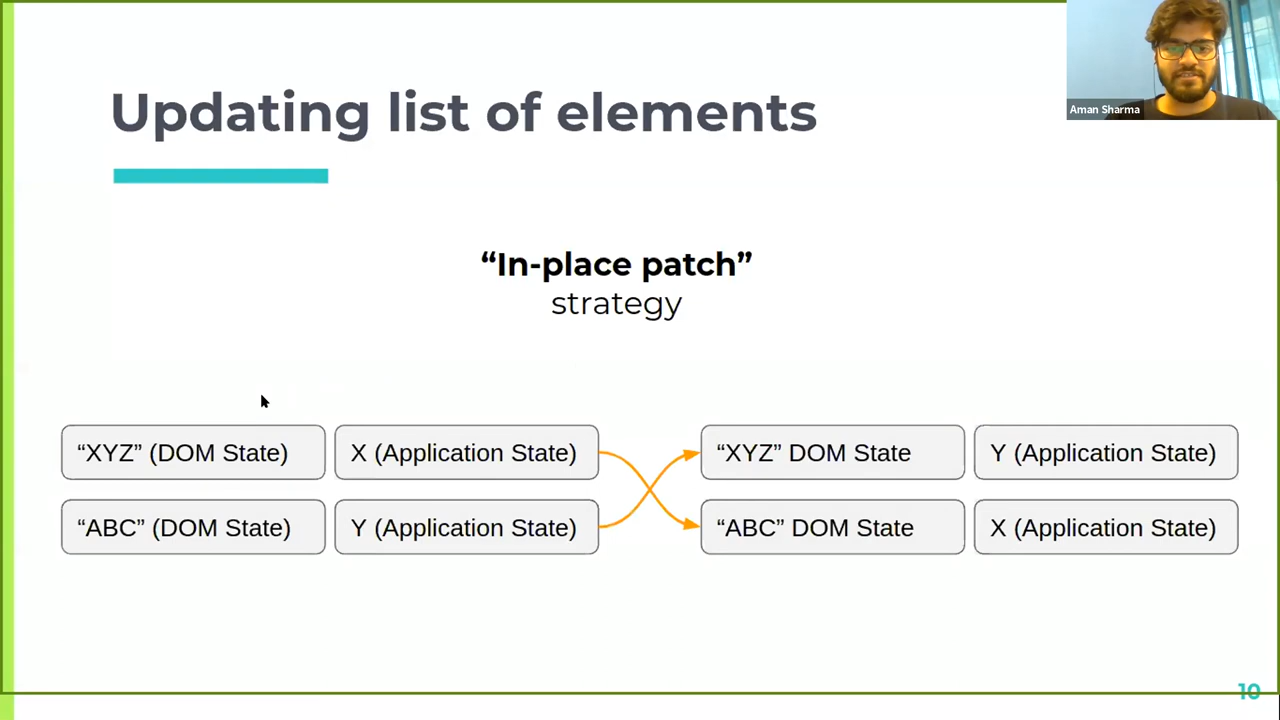 Updating list of elements
Aman Sharma
“In-place patch”
strategy
“XYZ” (DOM State) X (Application State) “XYZ” DOM State Y (Application State)
“ABC” (DOM State) Y (Application State) “ABC” DOM State X (Application State)
10